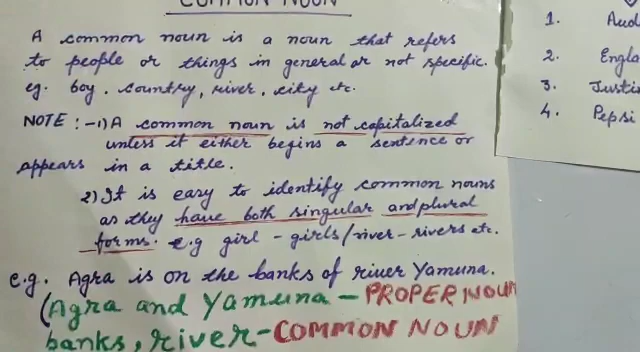 COMMON NOUN
A common noun is a noun that refers
to people or things in general or not specific.
eg. boy, country, river, city etc.
NOTE :- 1) A common noun is not capitalized
unless it either begins a sentence or
appears in a title.
2) It is easy to identify common nouns
as they have both singular and plural
forms. e.g girl - girls/river - rivers etc.
e.g. Agra is on the banks of river Yamuna.
(Agra and Yamuna - PROPER NOUN
banks, river - COMMON NOUN
1. Aud
2. Engla
3. Justi
4. Pepsi